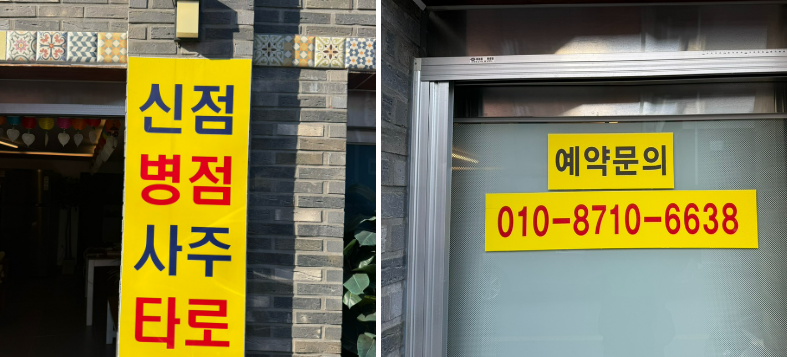 신점
병점
사주
타로
예약문의
010-8710-6638